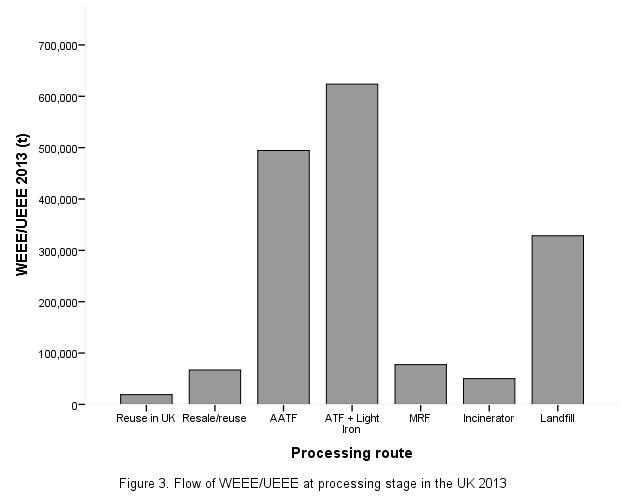 WEEE/UEEE 2013 (t)
700,000
600,000
500,000
400,000
300,000
200,000
100,000
0
Reuse in UK
Resale/reuse
AATF
ATF + Light
Iron
MRF
Incinerator
Landfill
Processing route
Figure 3. Flow of WEEE/UEEE at processing stage in the UK 2013